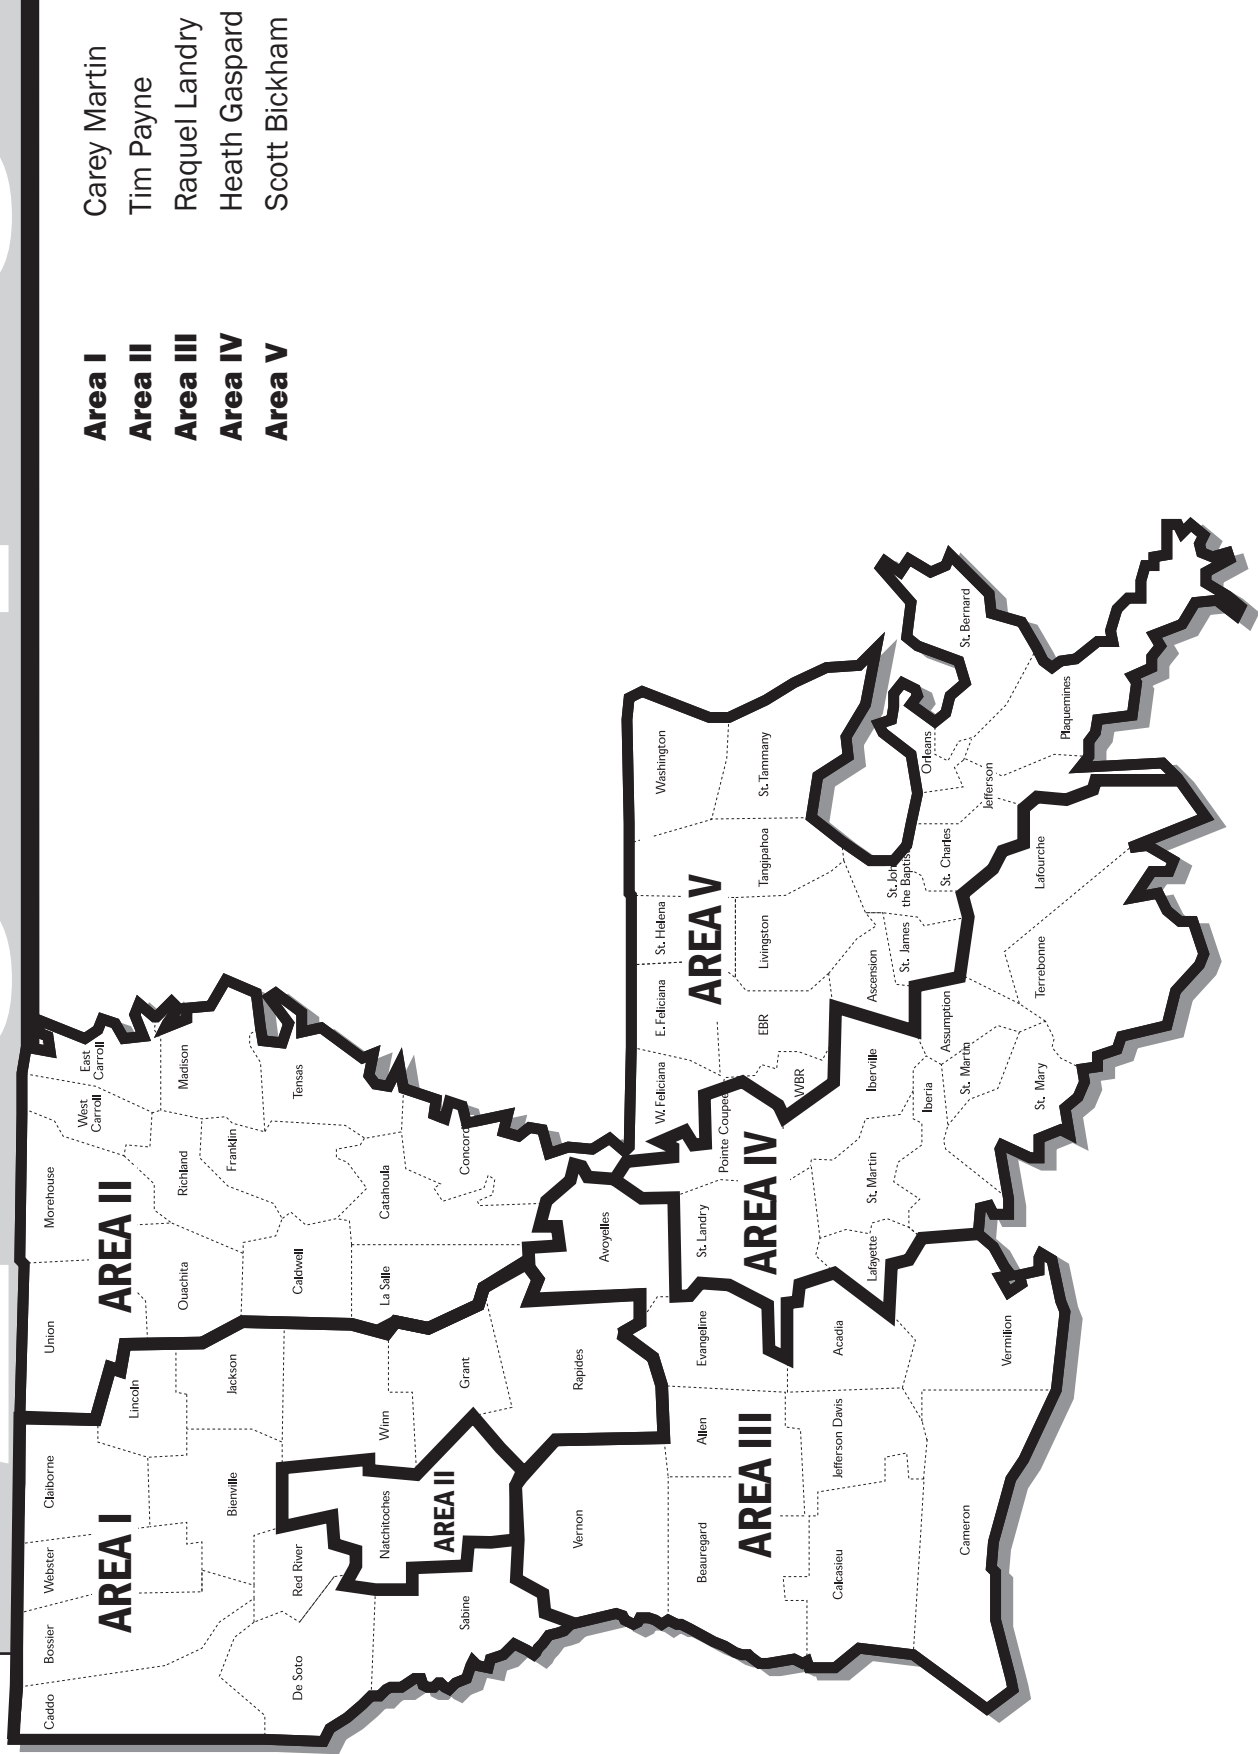 Area I Carey Martin
Area II Tim Payne
Area III Raquel Landry
Area IV Heath Gaspard
Area V Scott Bickham
Caddo
Bossier
Webster
Claiborne
Union
Morehouse
West
Carroll
East
Carroll
AREA I
Lincoln
AREA II
Ouachita
Richland
Madison
Bienville
Jackson
Franklin
De Soto
Red River
Caldwell
Tensas
Natchitoches
Winn
La Salle
Catahoula
AREA II
Sabine
Grant
Concord
Vernon
Rapides
Avoyelles
W. Feliciana
E. Feliciana
St. Helena
Washington
Beauregard
Allen
Evangeline
St. Landry
Pointe Coupee
AREA V
AREA III
AREA IV
WBR
EBR
Livingston
Tangipahoa
St. Tammany
Calcasieu
Jefferson Davis
Acadia
Lafayette
St. Martin
Iberville
Ascension
St. James
St. Joh
the Baptis
Orleans
Iberia
Assumption
St. Charles
St. Bernard
Cameron
Vermilion
St. Martin
Jefferson
St. Mary
Terrebonne
Lafourche
Plaquemines